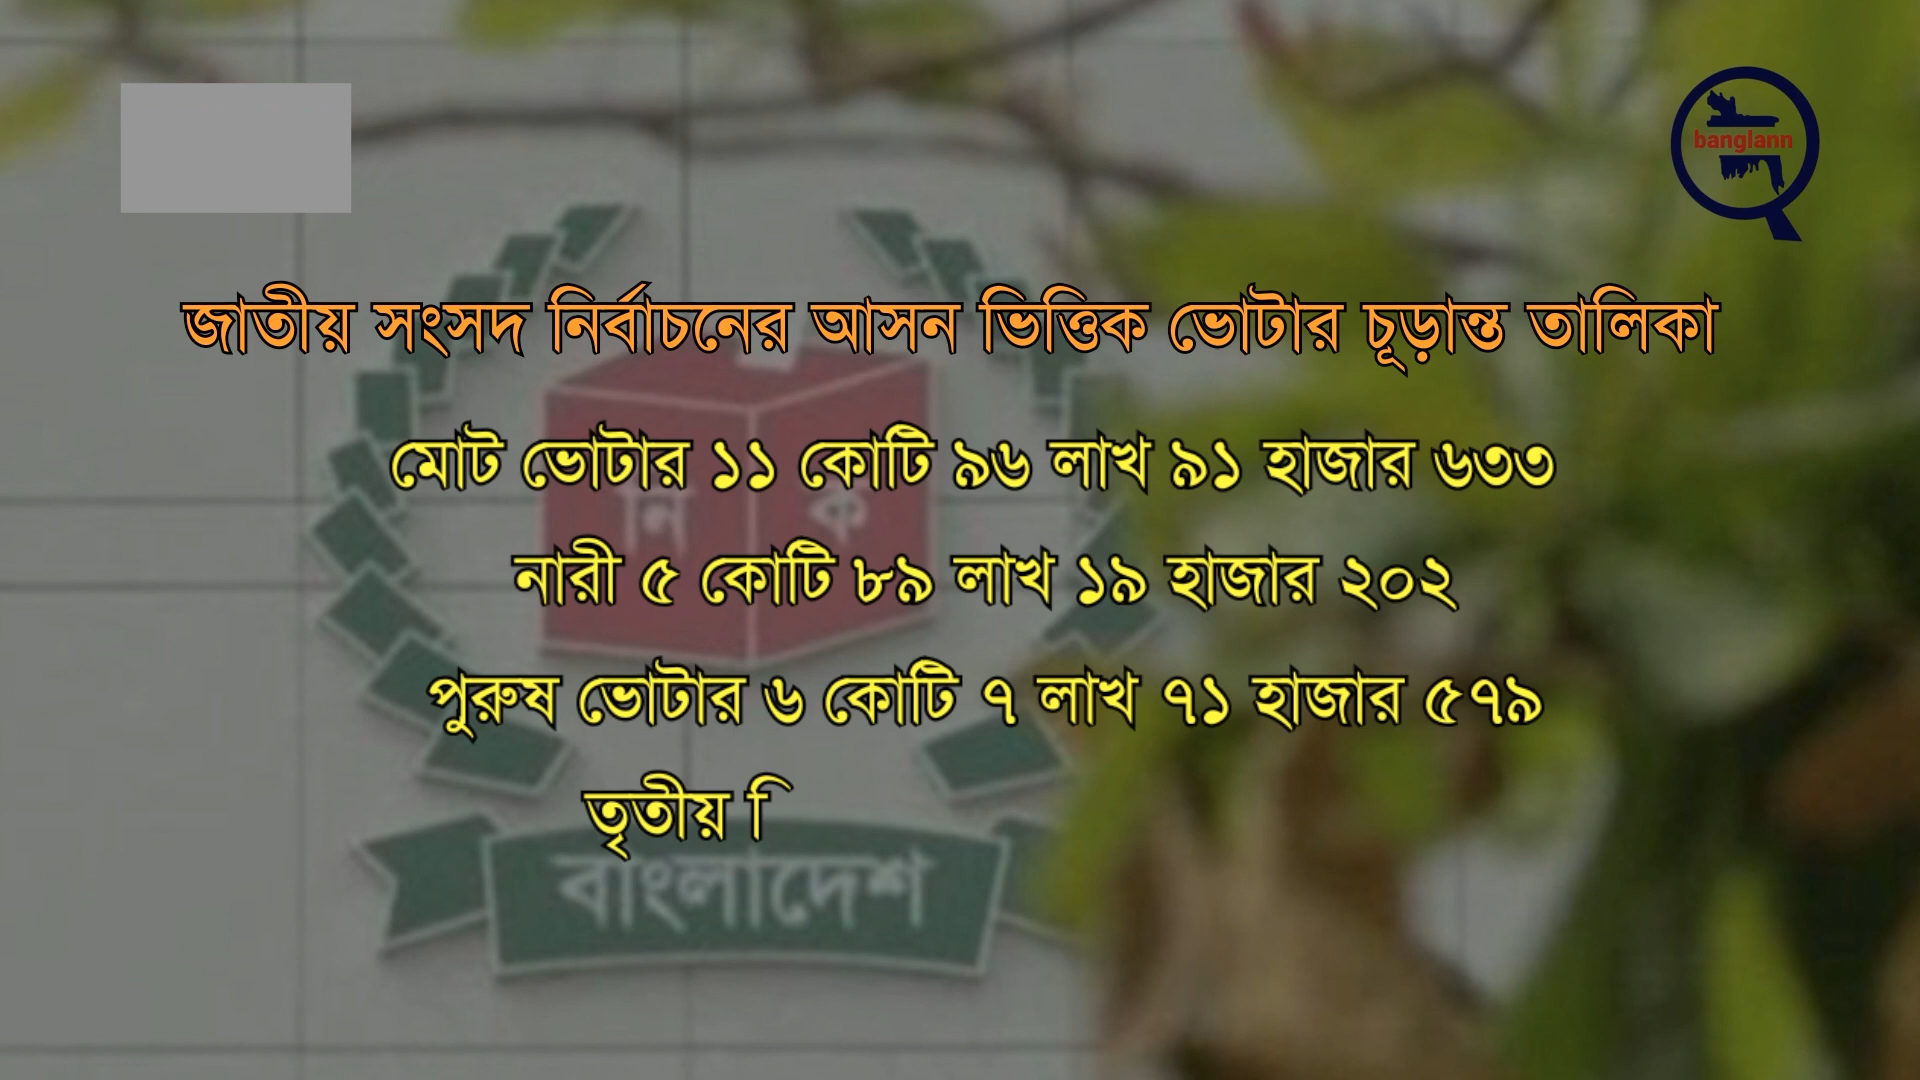 banglann
জাতীয় সংসদ নির্বাচনের আসন ভিত্তিক ভোটার চূড়ান্ত তালিকা
মোট ভোটার ১১ কোটি ৯৬ লাখ ৯১ হাজার ৬৩৩
নি ক
নারী ৫ কোটি ৮৯ লাখ ১৯ হাজার ২০২
পুরুষ ভোটার ৬ কোটি ৭ লাখ ৭১ হাজার ৫৭৯
তৃতীয় ি
বাংলাদেশ